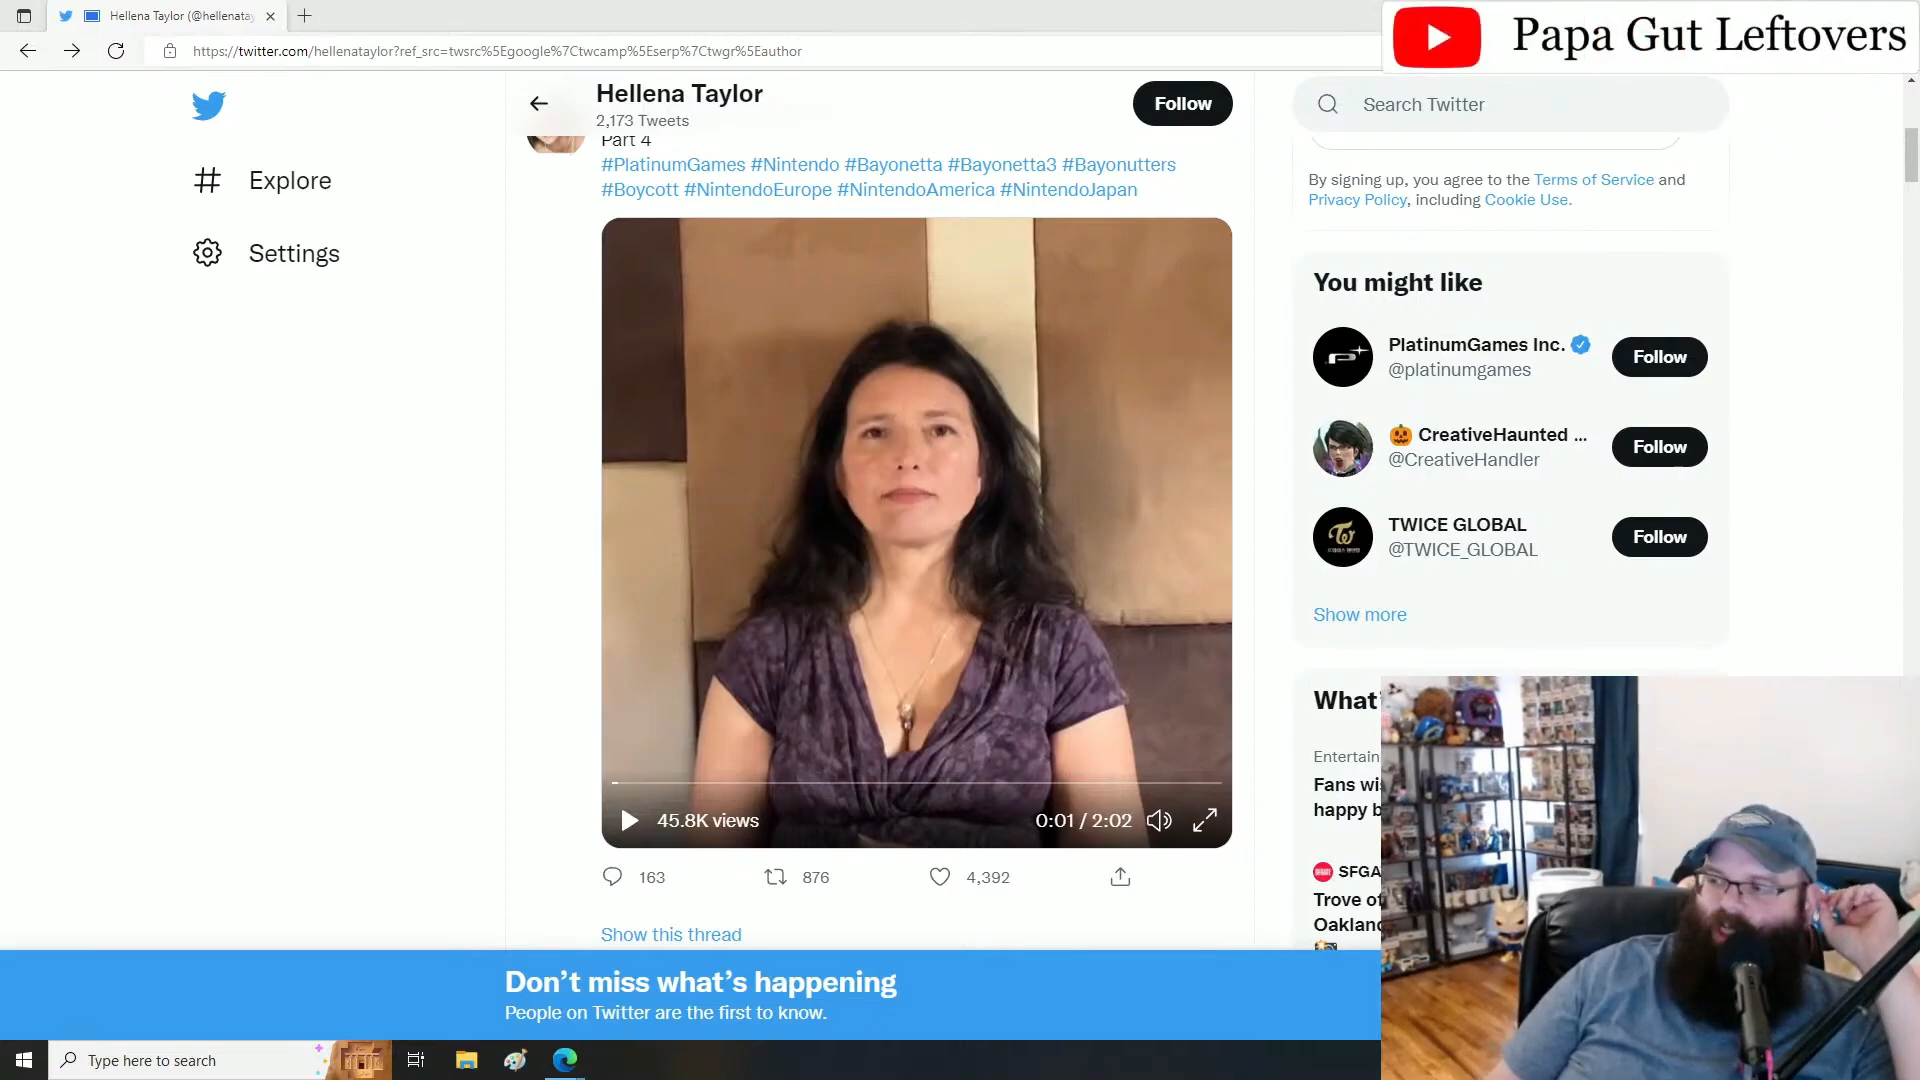 Hellena Taylor (@hellenata
https://twitter.com/hellenataylor?ref_src=twsrc%5Egoogle%7Ctwcamp%5Eserp%7Ctwgr%5Eauthor
Papa Gut Leftovers
Explore
Settings
Hellena Taylor
2,173 Tweets
Follow
Part 4
#PlatinumGames #Nintendo #Bayonetta #Bayonetta3 #Bayonutters
#Boycott #NintendoEurope #NintendoAmerica #NintendoJapan
45.8K views
0:01 / 2:02
163
876
4,392
Show this thread
Search Twitter
By signing up, you agree to the Terms of Service and
Privacy Policy, including Cookie Use.
You might like
PlatinumGames Inc.
@platinumgames
Follow
🎃 CreativeHaunted ...
@CreativeHandler
Follow
TWICE GLOBAL
@TWICE_GLOBAL
Follow
Show more
What'
Entertain
Fans wi
happy b
SFGA
Trove of
Oakland
Don't miss what's happening
People on Twitter are the first to know.
Type here to search